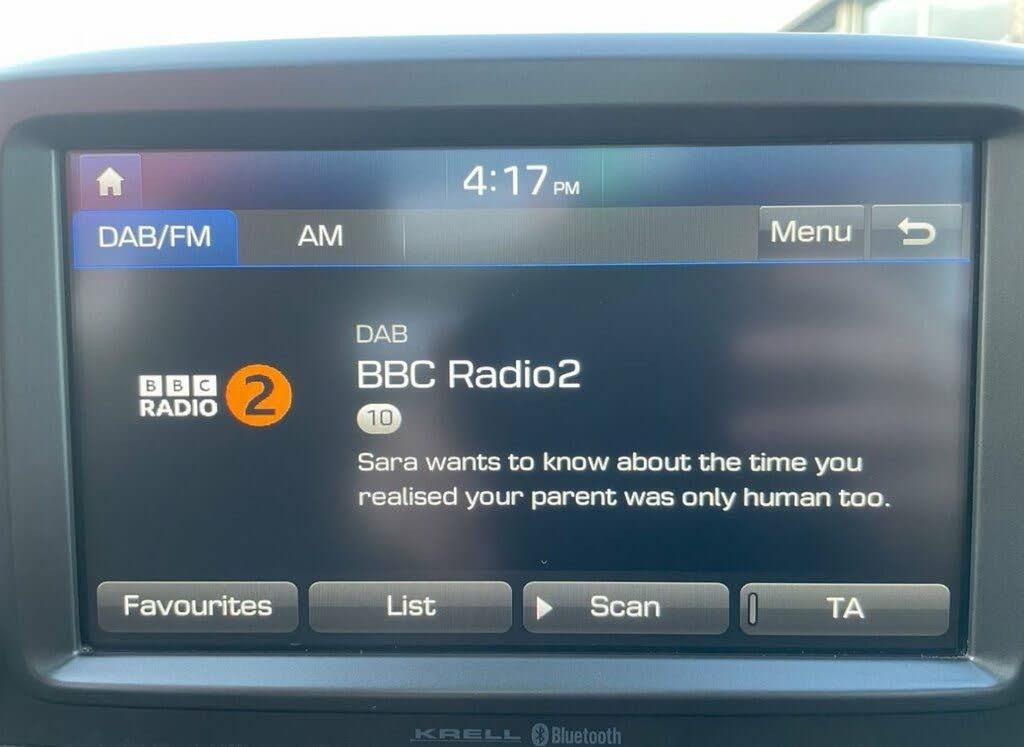 4:17 PM
DAB/FM AM Menu
DAB
BBC Radio2
BBC
RADIO 2
10
Sara wants to know about the time you
realised your parent was only human too.
Favourites List Scan TA
KRELL Bluetooth